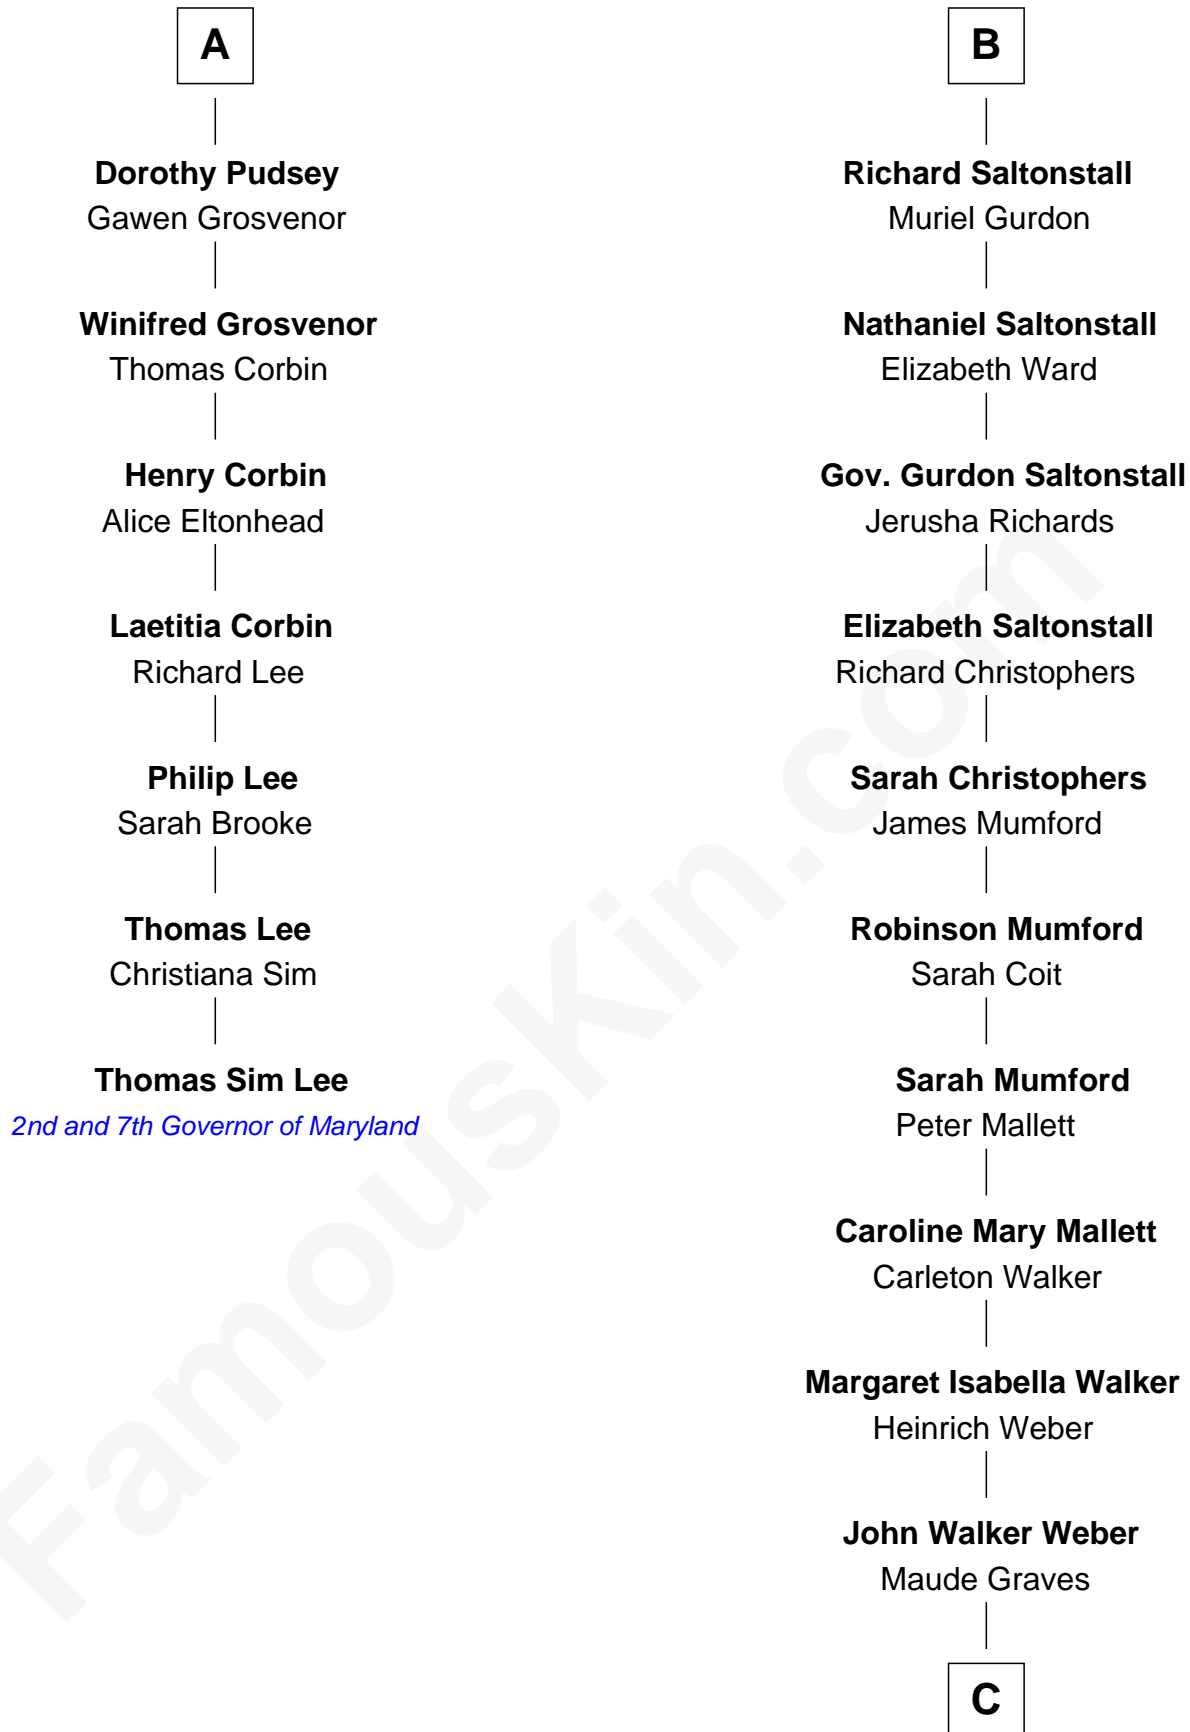 A
Dorothy Pudsey
Gawen Grosvenor
Winifred Grosvenor
Thomas Corbin
Henry Corbin
Alice Eltonhead
Laetitia Corbin
Richard Lee
Philip Lee
Sarah Brooke
Thomas Lee
Christiana Sim
Thomas Sim Lee
2nd and 7th Governor of Maryland
B
Richard Saltonstall
Muriel Gurdon
Nathaniel Saltonstall
Elizabeth Ward
Gov. Gurdon Saltonstall
Jerusha Richards
Elizabeth Saltonstall
Richard Christophers
Sarah Christophers
James Mumford
Robinson Mumford
Sarah Coit
Sarah Mumford
Peter Mallett
Caroline Mary Mallett
Carleton Walker
Margaret Isabella Walker
Heinrich Weber
John Walker Weber
Maude Graves
C
FamousKin.com